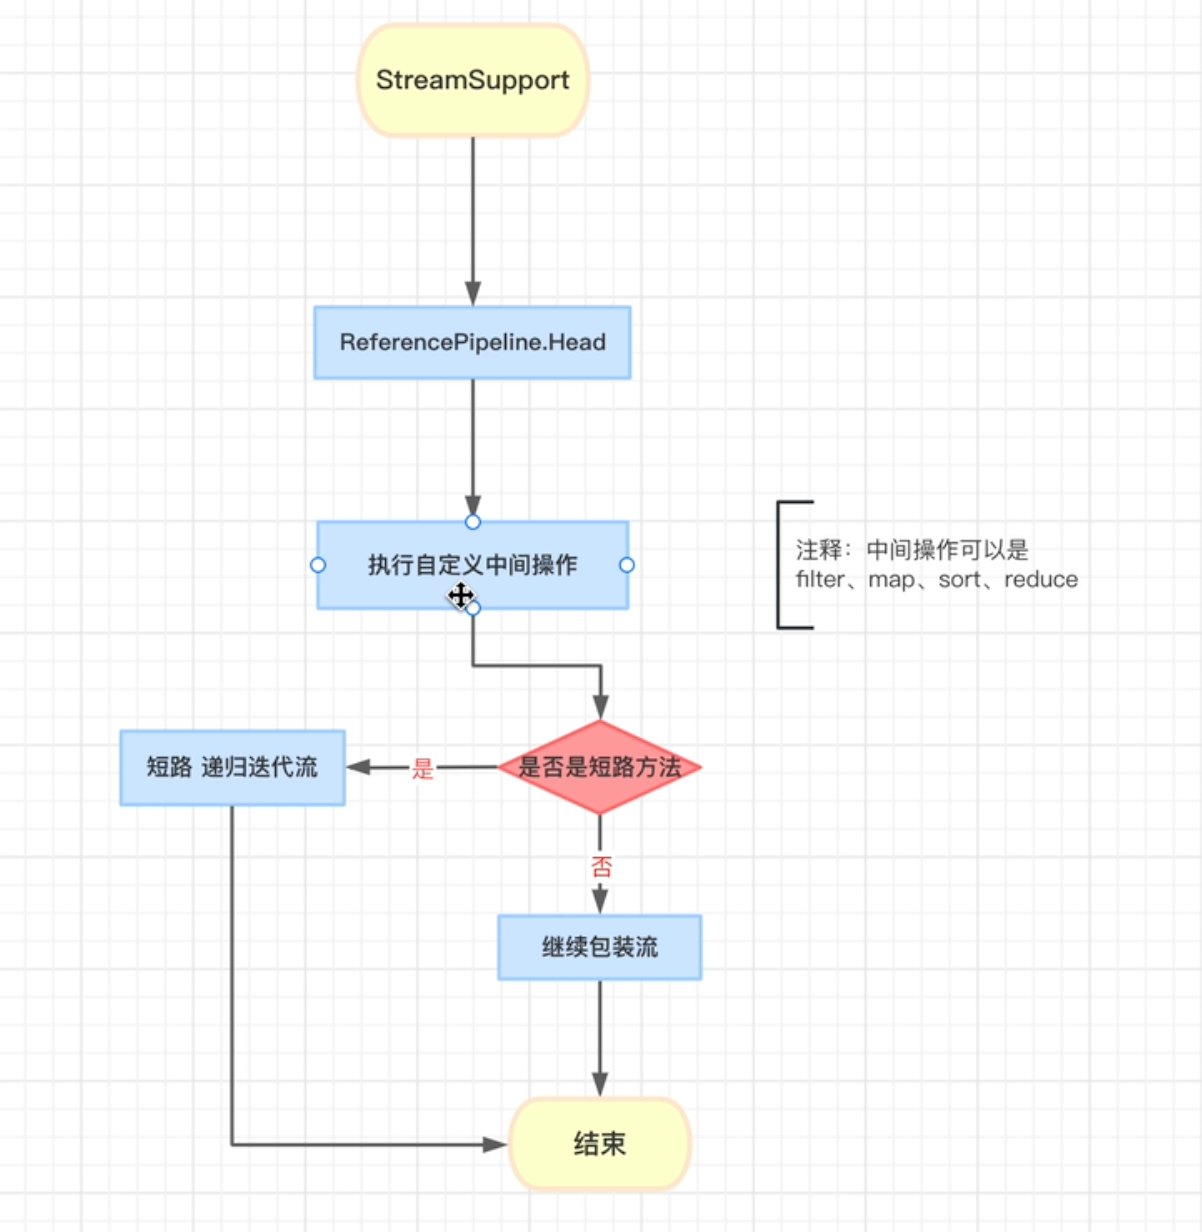 StreamSupport
ReferencePipeline.Head
执行自定义中间操作
注释：中间操作可以是
filter、map、sort、reduce
短路 递归迭代流
是
是否是短路方法
否
继续包装流
结束